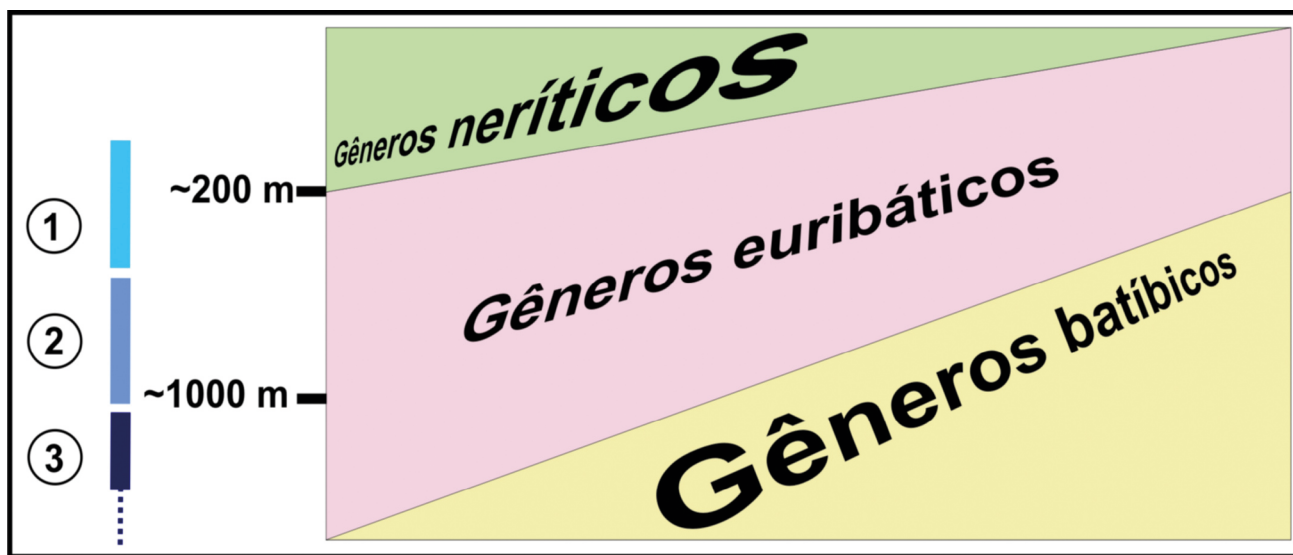 Gêneros neríticos
~200 m
1
Gêneros euribáticos
2
Gêneros batíbicos
~1000 m
3